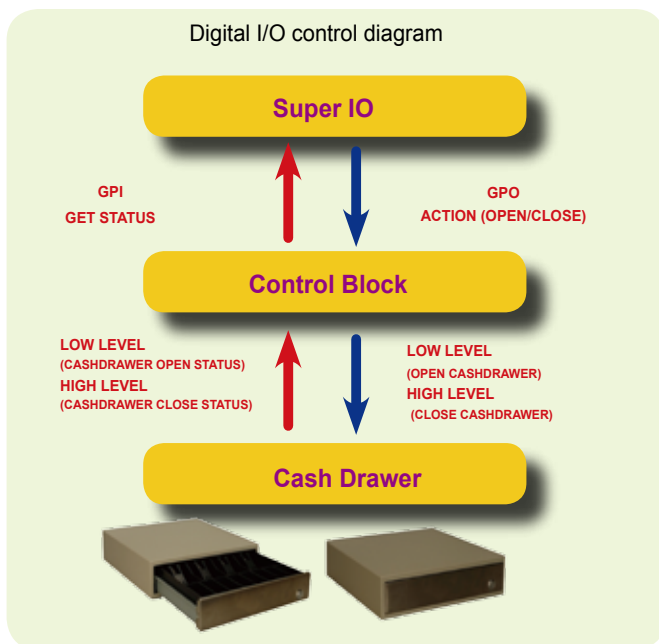 Digital I/O control diagram
Super IO
GPI
GET STATUS
GPO
ACTION (OPEN/CLOSE)
Control Block
LOW LEVEL
(CASHDRAWER OPEN STATUS)
HIGH LEVEL
(CASHDRAWER CLOSE STATUS)
LOW LEVEL
(OPEN CASHDRAWER)
HIGH LEVEL
(CLOSE CASHDRAWER)
Cash Drawer